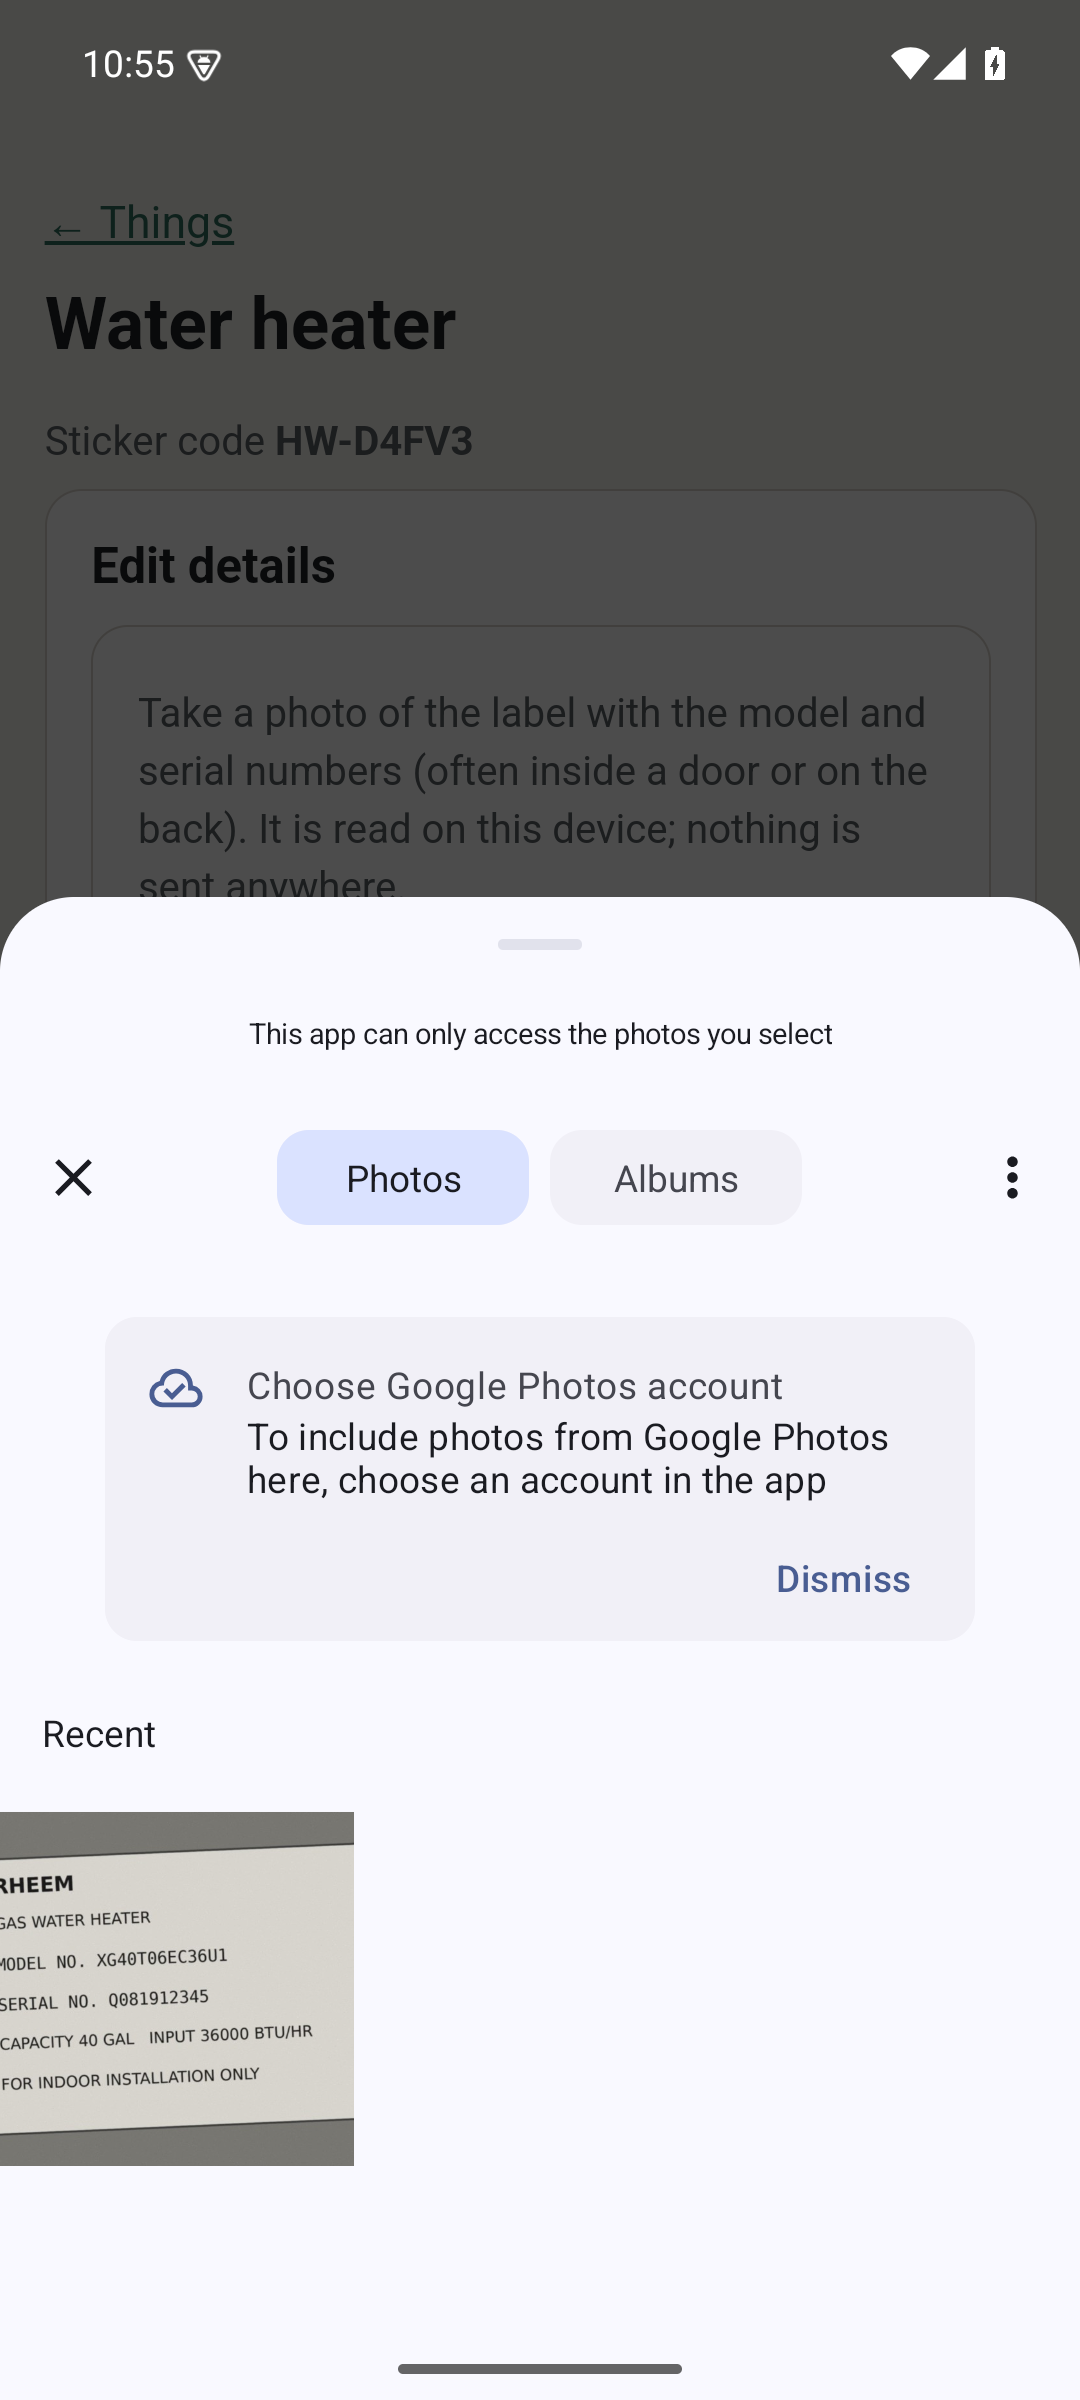 10:55
← Things
Water heater
Sticker code HW-D4FV3
Edit details
Take a photo of the label with the model and
serial numbers (often inside a door or on the
back). It is read on this device; nothing is
sent anywhere.
This app can only access the photos you select
Photos Albums
Choose Google Photos account
To include photos from Google Photos
here, choose an account in the app
Dismiss
Recent
RHEEM
GAS WATER HEATER
MODEL NO. XG40T06EC36U1
SERIAL NO. Q081912345
CAPACITY 40 GAL INPUT 36000 BTU/HR
FOR INDOOR INSTALLATION ONLY